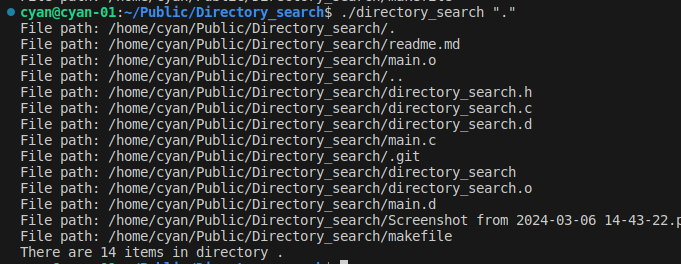 cyan@cyan-01:~/Public/Directory_search$ ./directory_search "."
File path: /home/cyan/Public/Directory_search/.
File path: /home/cyan/Public/Directory_search/readme.md
File path: /home/cyan/Public/Directory_search/main.o
File path: /home/cyan/Public/Directory_search/..
File path: /home/cyan/Public/Directory_search/directory_search.h
File path: /home/cyan/Public/Directory_search/directory_search.c
File path: /home/cyan/Public/Directory_search/directory_search.d
File path: /home/cyan/Public/Directory_search/main.c
File path: /home/cyan/Public/Directory_search/.git
File path: /home/cyan/Public/Directory_search/directory_search
File path: /home/cyan/Public/Directory_search/directory_search.o
File path: /home/cyan/Public/Directory_search/main.d
File path: /home/cyan/Public/Directory_search/Screenshot from 2024-03-06 14-43-22.p
File path: /home/cyan/Public/Directory_search/makefile
There are 14 items in directory .